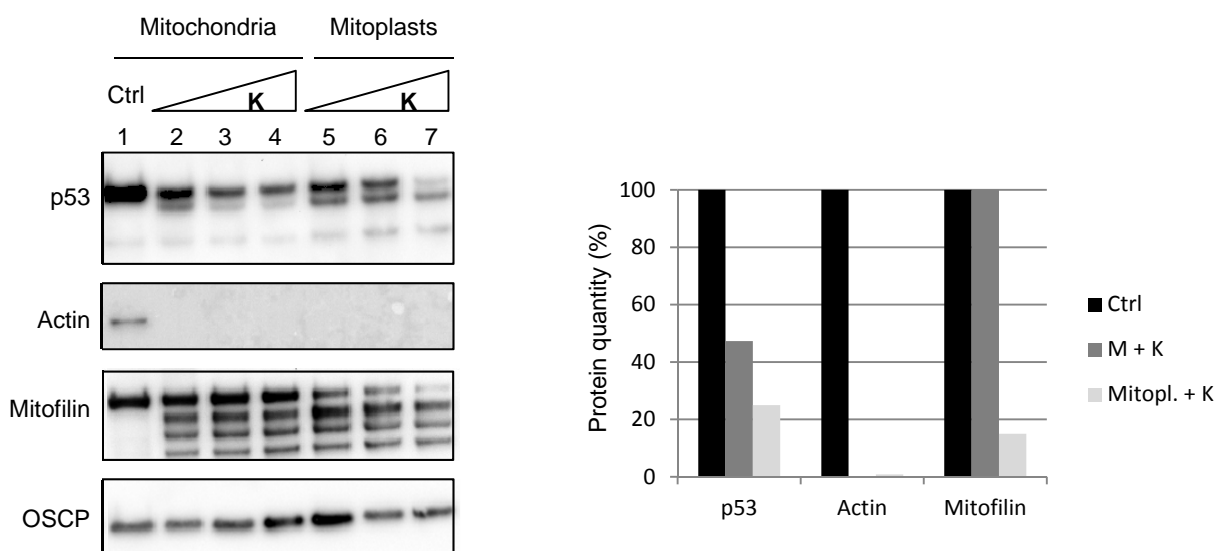 Mitochondria Mitoplasts
Ctrl K K
1 2 3 4 5 6 7
p53
Actin
Mitofilin
OSCP
Protein quantity (%)
100
80
60
40
20
0
p53 Actin Mitofilin
Ctrl
M + K
Mitopl. + K